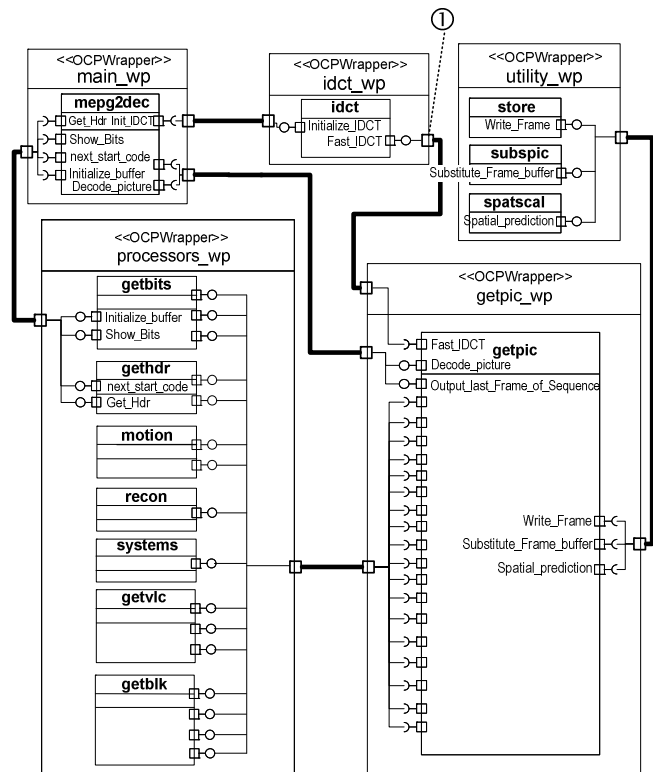 ①
<<OCPWrapper>>
main_wp
mepg2dec
Get_Hdr Init_IDCT
Show_Bits
next_start_code
Initialize_buffer
Decode_picture
<<OCPWrapper>>
idct_wp
idct
Initialize_IDCT
Fast_IDCT
<<OCPWrapper>>
utility_wp
store
Write_Frame
subspic
Substitute_Frame_buffer
spatscal
Spatial_prediction
<<OCPWrapper>>
processors_wp
getbits
Initialize_buffer
Show_Bits
gethdr
next_start_code
Get_Hdr
motion
recon
systems
getvlc
getblk
<<OCPWrapper>>
getpic_wp
Fast_IDCT
getpic
Decode_picture
Output_last_Frame_of_Sequence
Write_Frame
Substitute_Frame_buffer
Spatial_prediction